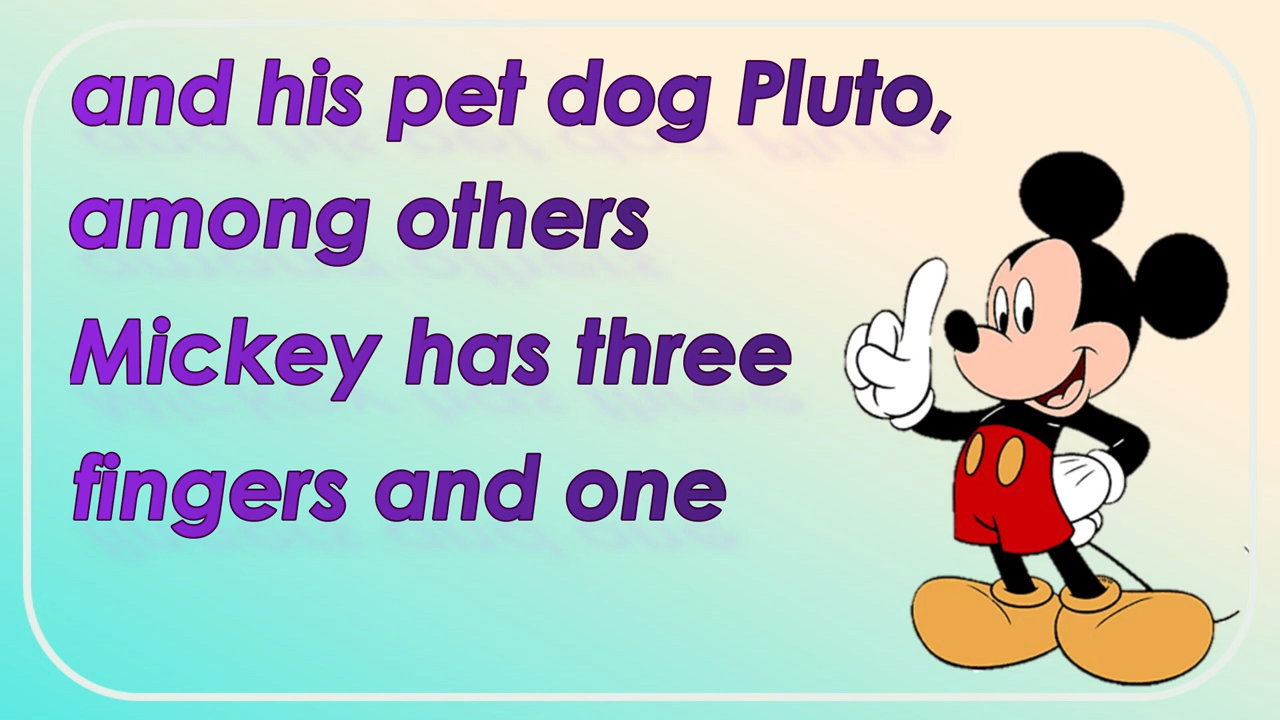 and his pet dog Pluto,
among others
Mickey has three
fingers and one